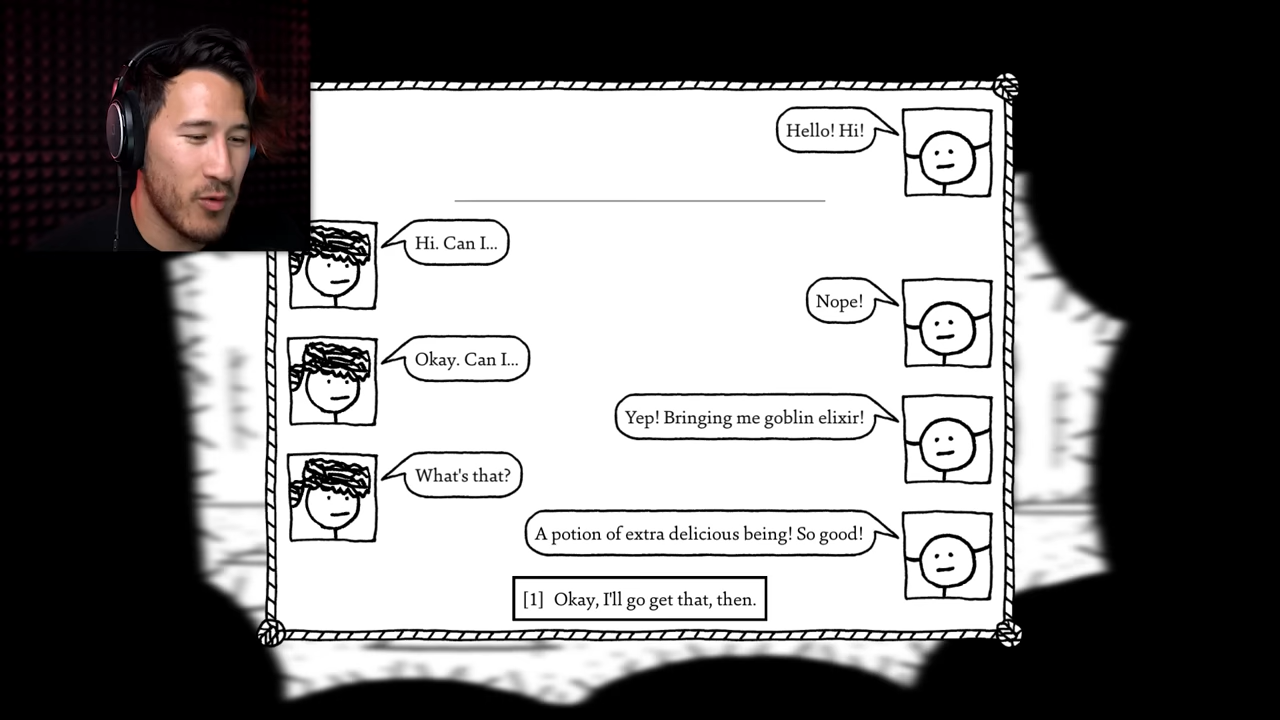 Hello! Hi!
Hi. Can I...
Nope!
Okay. Can I...
Yep! Bringing me goblin elixir!
What's that?
A potion of extra delicious being! So good!
[1] Okay, I'll go get that, then.